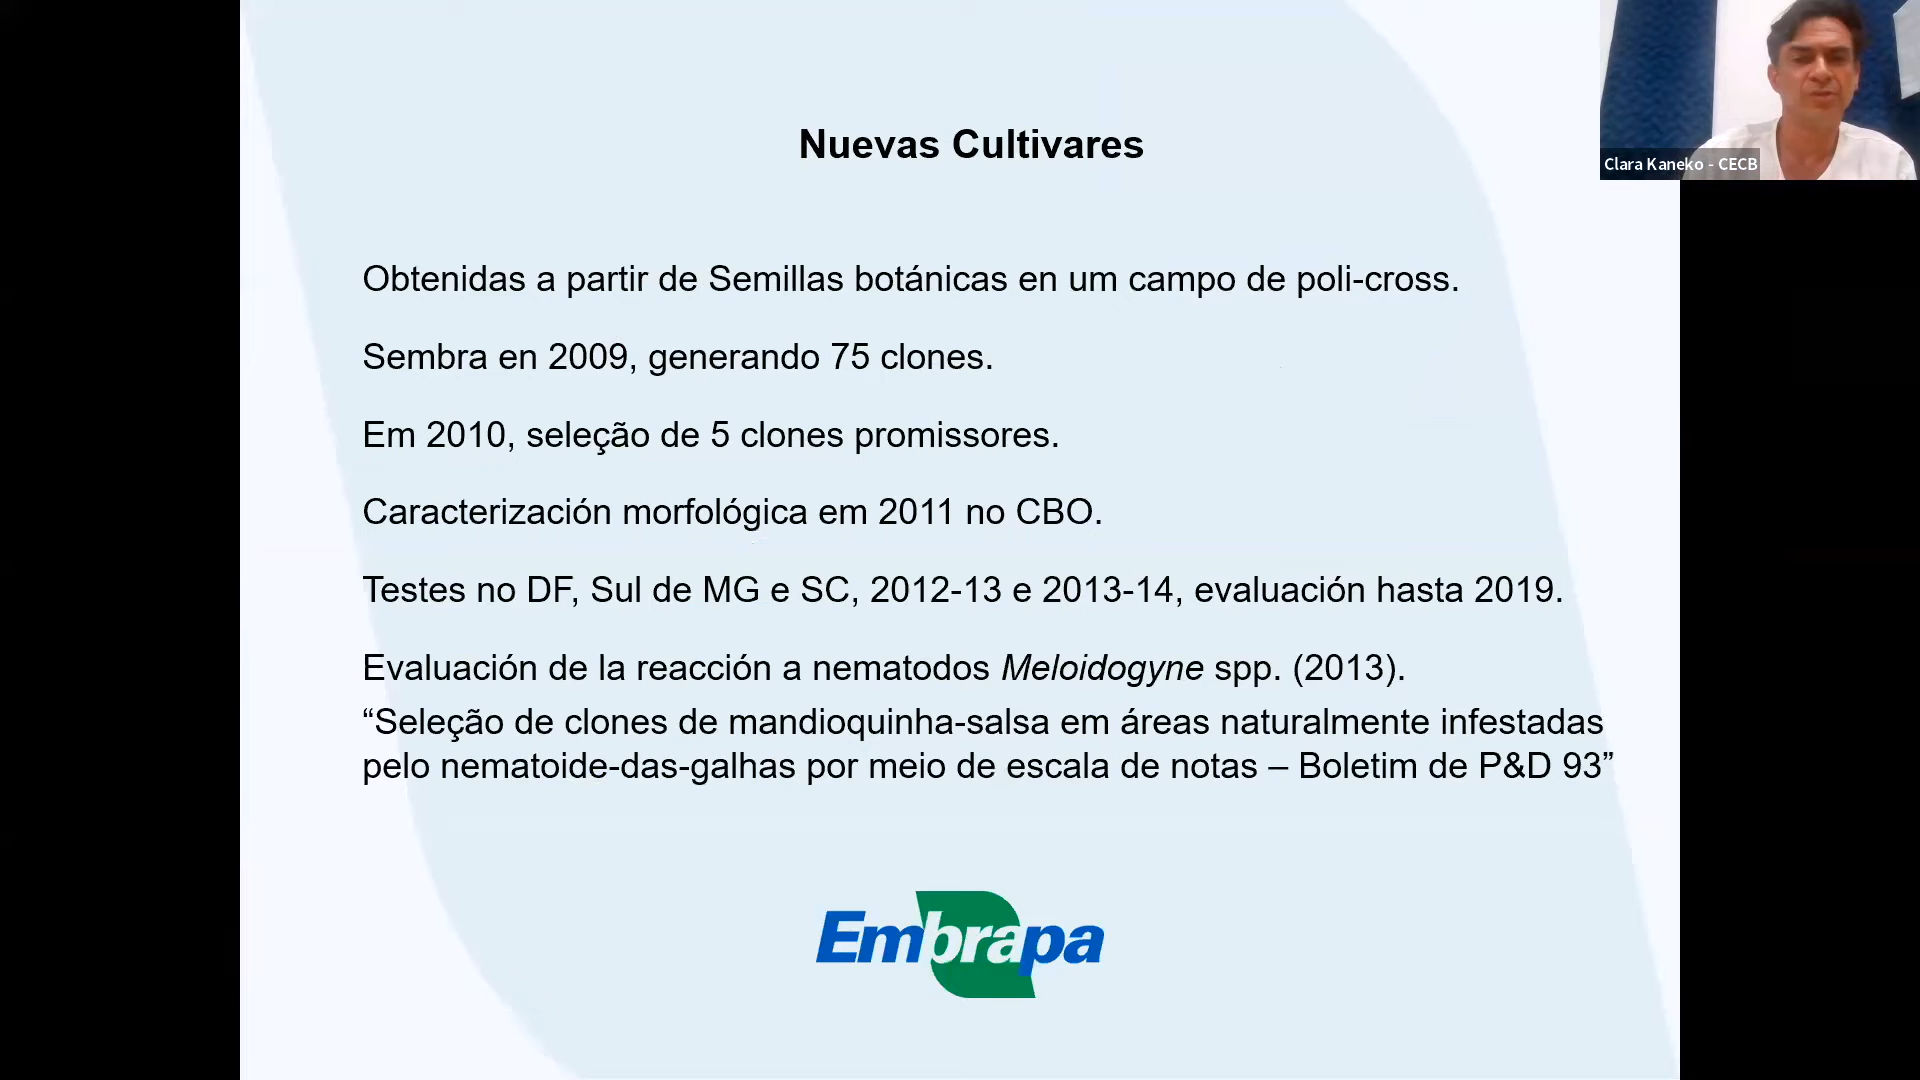 Nuevas Cultivares
Clara Kaneko - CECB
Obtenidas a partir de Semillas botánicas en um campo de poli-cross.
Sembra en 2009, generando 75 clones.
Em 2010, seleção de 5 clones promissores.
Caracterización morfológica em 2011 no CBO.
Testes no DF, Sul de MG e SC, 2012-13 e 2013-14, evaluación hasta 2019.
Evaluación de la reacción a nematodos Meloidogyne spp. (2013).
“Seleção de clones de mandioquinha-salsa em áreas naturalmente infestadas
pelo nematoide-das-galhas por meio de escala de notas – Boletim de P&D 93”
Embrapa